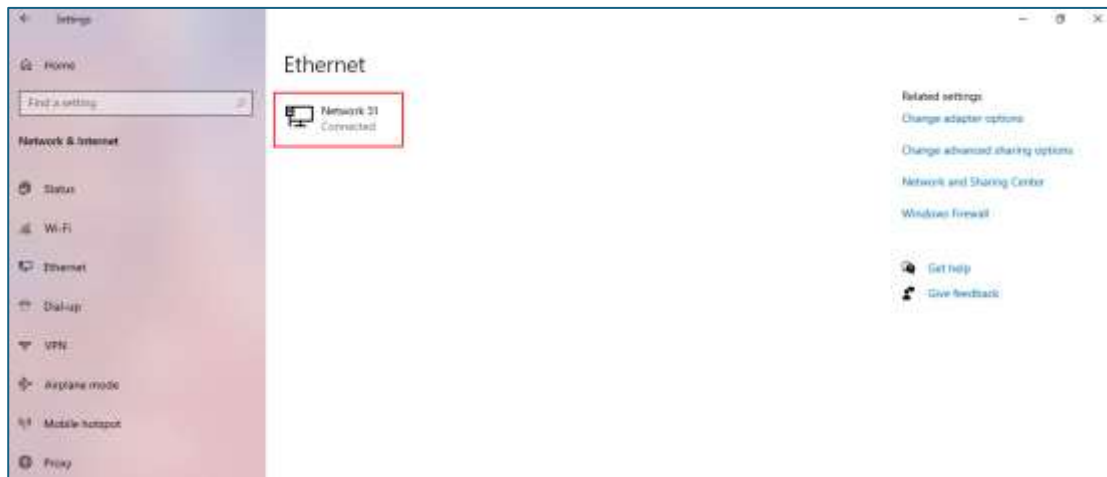 Settings
Home
Find a setting
Network & Internet
Status
Wi-Fi
Ethernet
Dial-up
VPN
Airplane mode
Mobile hotspot
Proxy
Ethernet
Network 51
Connected
Related settings
Change adapter options
Change advanced sharing options
Network and Sharing Center
Windows Firewall
Get help
Give feedback